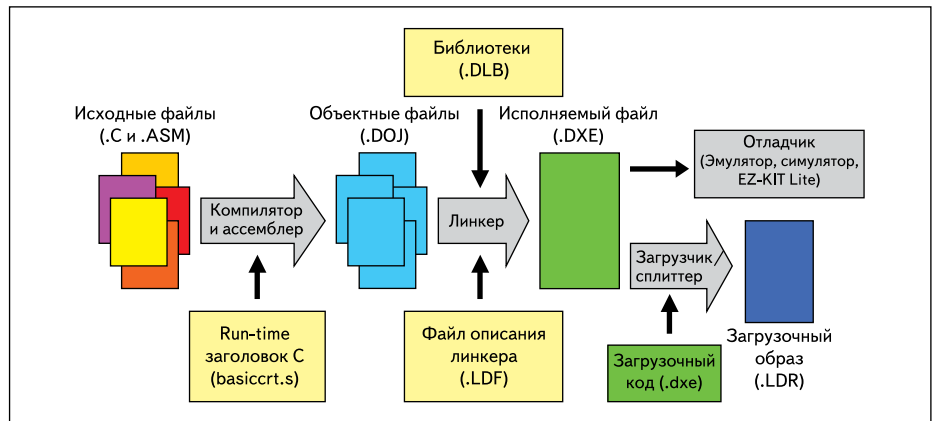 Библиотеки
(.DLB)
Исходные файлы
(.C и .ASM)
Объектные файлы
(.DOJ)
Исполняемый файл
(.DXE)
Отладчик
(Эмулятор, симулятор,
EZ-KIT Lite)
Компилятор
и ассемблер
Линкер
Загрузчик/
сплиттер
Run-time
заголовок C
(basiccrt.s)
Файл описания
линкера
(.LDF)
Загрузочный
код (.dxe)
Загрузочный
образ
(.LDR)